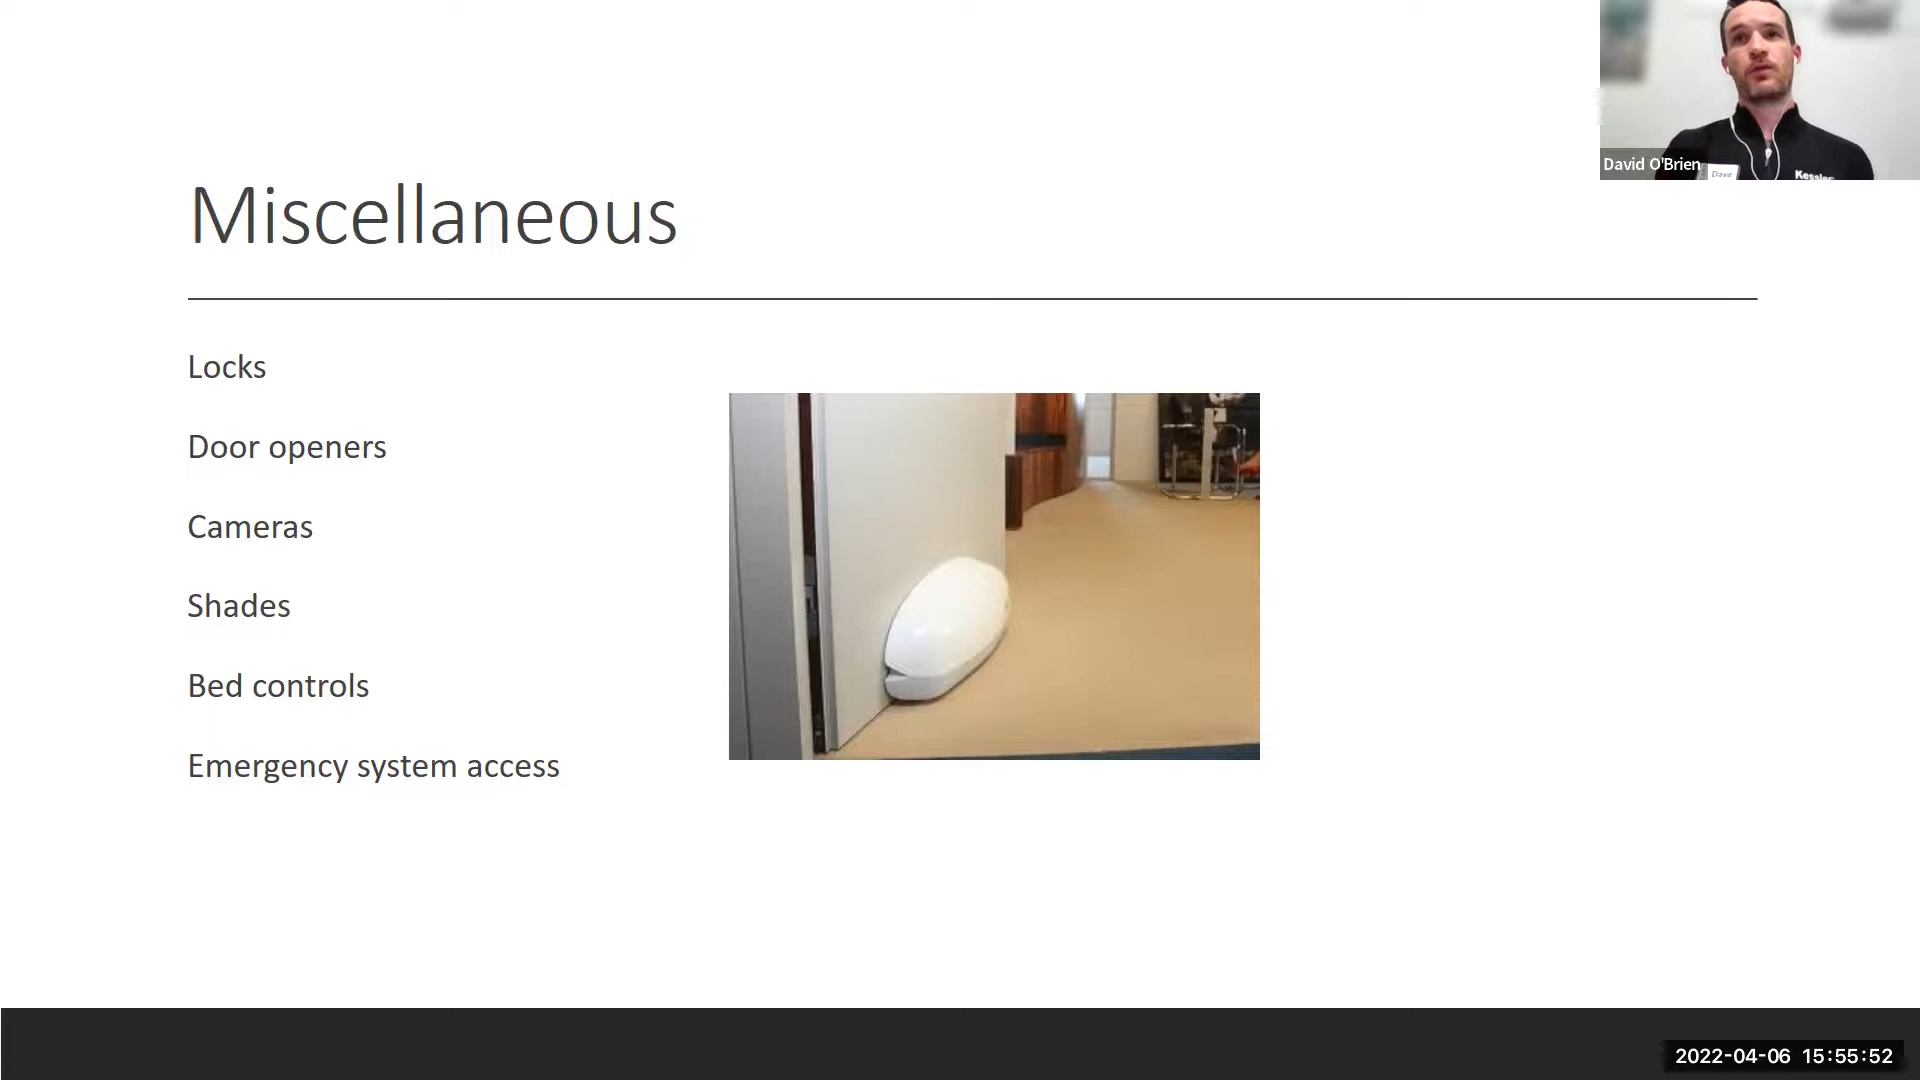 Miscellaneous
Locks
Door openers
Cameras
Shades
Bed controls
Emergency system access
David O'Brien
Dave
Kessler
2022-04-06 15:55:52